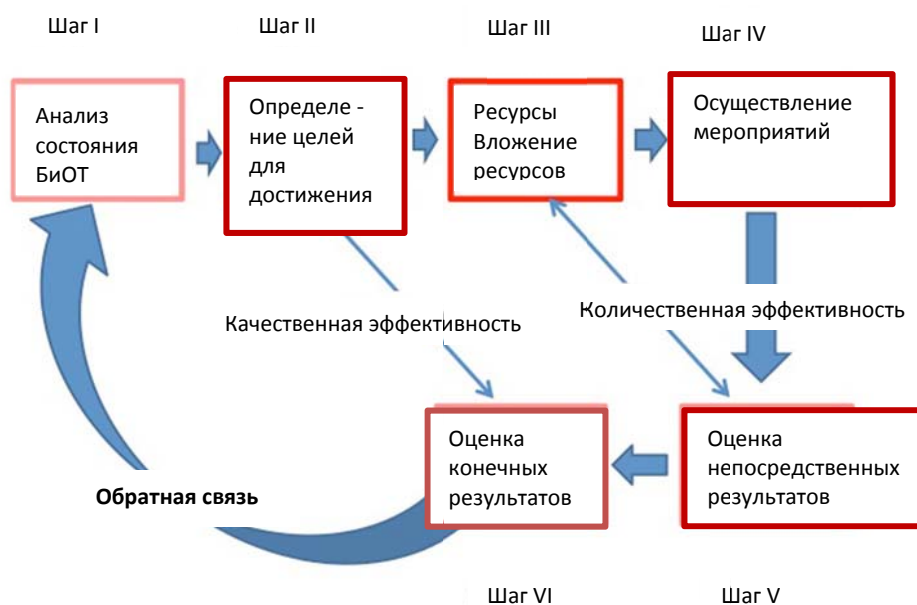 Шаг I
Шаг II
Шаг III
Шаг IV
Анализ
состояния
БиОТ
Определе -
ние целей
для
достижения
Ресурсы
Вложение
ресурсов
Осуществление
мероприятий
Качественная эффективность
Количественная эффективность
Оценка
конечных
результатов
Оценка
непосредственных
результатов
Обратная связь
Шаг VI
Шаг V